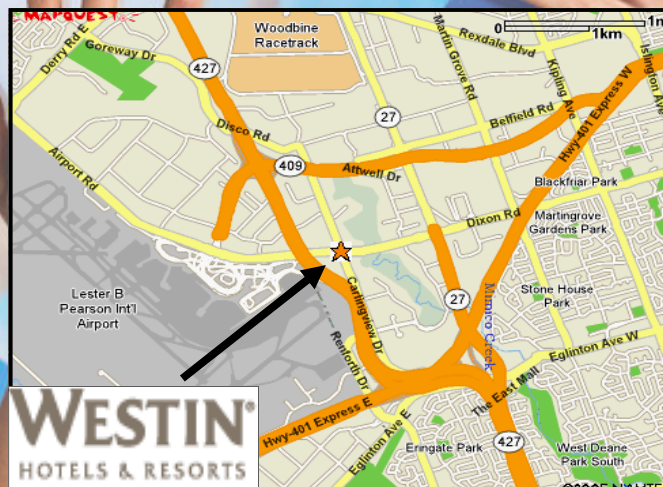 MAPQUEST
Derry Rd E
Goreway Dr
Woodbine
Racetrack
427
Martin Grove Rd
Rexdale Blvd
0
1km
Kipling Ave
Islington
27
Belfield Rd
Hwy-401 Express W
Disco Rd
409
Attwell Dr
Airport Rd
Blackfriar Park
Dixon Rd
Martingrove
Gardens Park
Lester B
Pearson Int'l
Airport
Carlingview Dr
27
Mimico Creek
Stone House
Park
Renforth Dr
Eglinton Ave W
The East Mall
WESTIN®
HOTELS & RESORTS
Hwy-401 Express E
Eglinton Ave E
Eringate Park
427
West Deane
Park South